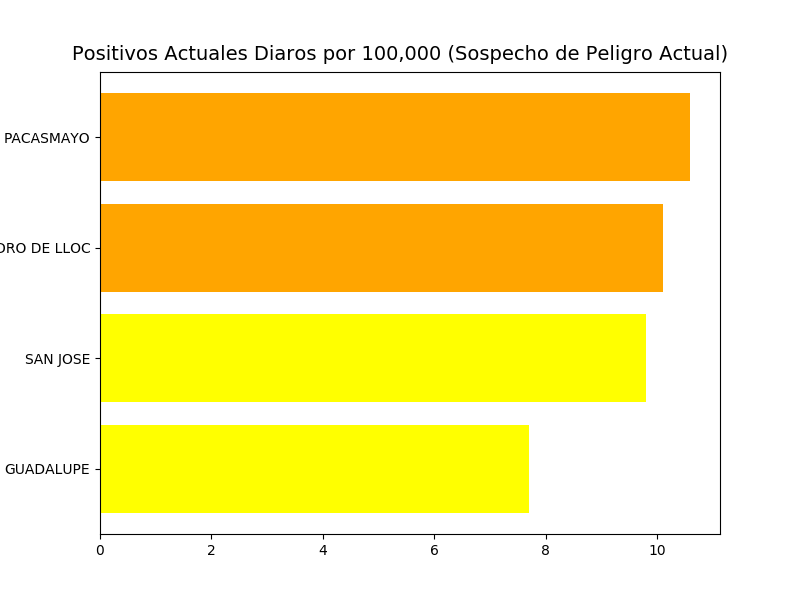 Positivos Actuales Diaros por 100,000 (Sospecho de Peligro Actual)
PACASMAYO
DRO DE LLOC
SAN JOSE
GUADALUPE
0 2 4 6 8 10